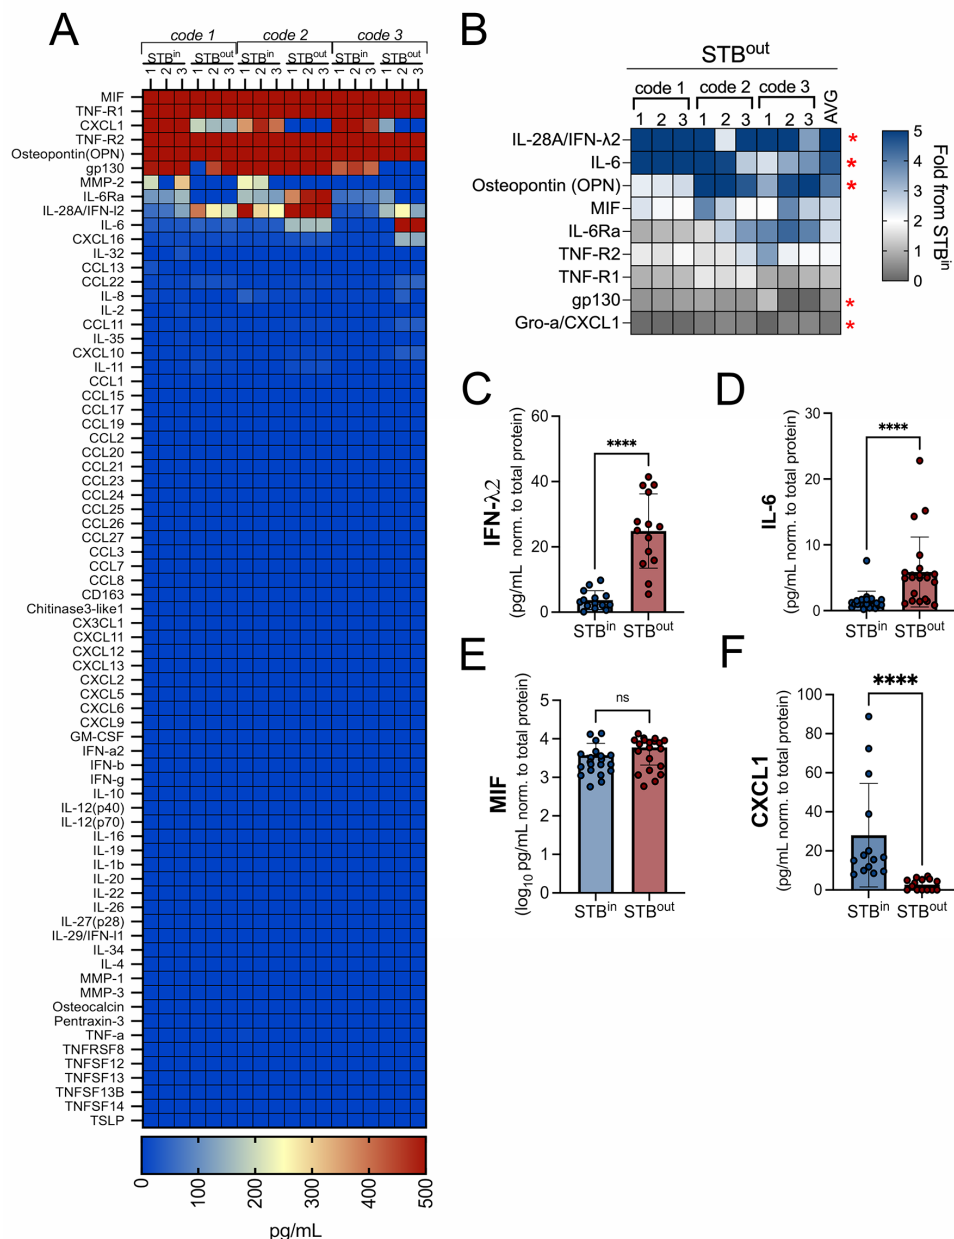 A
code 1 code 2 code 3
STBin STBout STBin STBout STBin STBout
1 2 3 1 2 3 1 2 3 1 2 3 1 2 3 1 2 3
MIF
TNF-R1
CXCL1
TNF-R2
Osteopontin(OPN)
gp130
MMP-2
IL-6Ra
IL-28A/IFN-l2
IL-6
CXCL16
IL-32
CCL13
CCL22
IL-8
IL-2
CCL11
IL-35
CXCL10
IL-11
CCL1
CCL15
CCL17
CCL19
CCL2
CCL20
CCL21
CCL23
CCL24
CCL25
CCL26
CCL27
CCL3
CCL7
CCL8
CD163
Chitinase3-like1
CX3CL1
CXCL11
CXCL12
CXCL13
CXCL2
CXCL5
CXCL6
CXCL9
GM-CSF
IFN-a2
IFN-b
IFN-g
IL-10
IL-12(p40)
IL-12(p70)
IL-16
IL-19
IL-1b
IL-20
IL-22
IL-26
IL-27(p28)
IL-29/IFN-l1
IL-34
IL-4
MMP-1
MMP-3
Osteocalcin
Pentraxin-3
TNF-a
TNFRSF8
TNFSF12
TNFSF13
TNFSF13B
TNFSF14
TSLP
0 100 200 300 400 500
pg/mL
B
STBout
code 1 code 2 code 3
1 2 3 1 2 3 1 2 3 AVG
IL-28A/IFN-λ2 *
IL-6 *
Osteopontin (OPN) *
MIF
IL-6Ra
TNF-R2
TNF-R1
gp130 *
Gro-a/CXCL1 *
5
4
3
2
1
0
Fold from STBin
C
IFN-λ2
(pg/mL norm. to total protein)
60
40
20
0
****
STBin STBout
D
IL-6
(pg/mL norm. to total protein)
30
20
10
0
****
STBin STBout
E
MIF
(log10 pg/mL norm. to total protein)
5
4
3
2
1
0
ns
STBin STBout
F
CXCL1
(pg/mL norm. to total protein)
100
80
60
40
20
0
****
STBin STBout